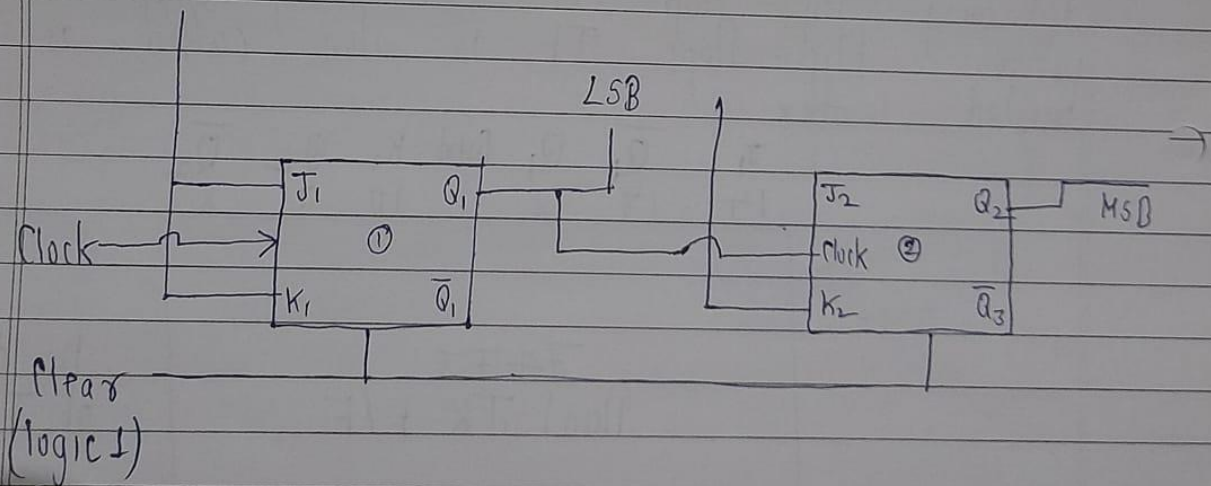 LSB
J₁ Q₁
J₂ Q₂ MSB
Clock ① Clock ②
K₁ Q̅₁
K₂ Q̅₃
Clear
(logic 1)